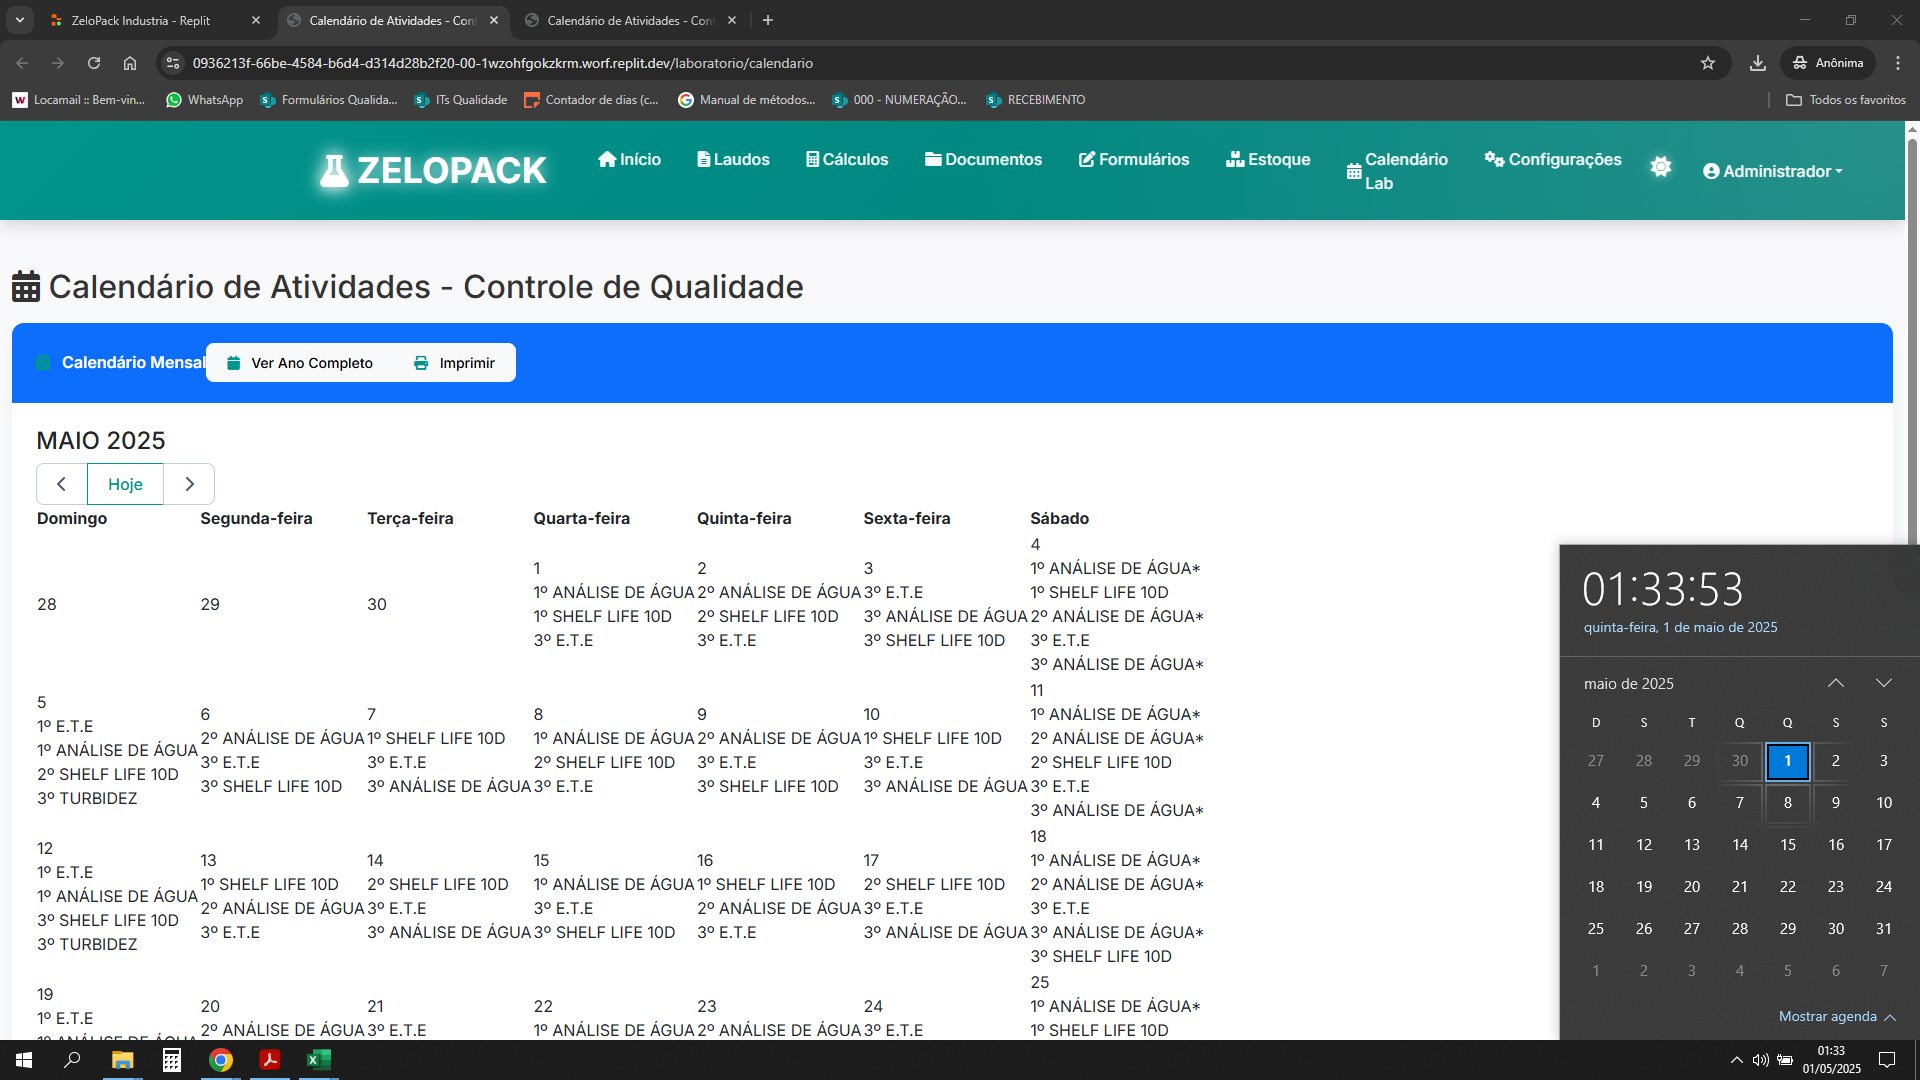 ZeloPack Industria - Replit
Calendário de Atividades - Cont
Calendário de Atividades - Cont
0936213f-66be-4584-b6d4-d314d28b2f20-00-1wzohfgokzkrm.worf.replit.dev/laboratorio/calendario
Anônima
Locamail :: Bem-vin...
WhatsApp
Formulários Qualida...
ITs Qualidade
Contador de dias (c...
Manual de métodos...
000 - NUMERAÇÃO...
RECEBIMENTO
Todos os favoritos
ZELOPACK
Início
Laudos
Cálculos
Documentos
Formulários
Estoque
Calendário
Lab
Configurações
Administrador
Calendário de Atividades - Controle de Qualidade
Calendário Mensal
Ver Ano Completo
Imprimir
MAIO 2025
Hoje
Domingo Segunda-feira Terça-feira Quarta-feira Quinta-feira Sexta-feira Sábado
28
29
30
1
1º ANÁLISE DE ÁGUA
1º SHELF LIFE 10D
3º E.T.E
2
2º ANÁLISE DE ÁGUA
2º SHELF LIFE 10D
3º E.T.E
3
3º E.T.E
3º ANÁLISE DE ÁGUA
3º SHELF LIFE 10D
4
1º ANÁLISE DE ÁGUA*
1º SHELF LIFE 10D
2º ANÁLISE DE ÁGUA*
3º E.T.E
3º ANÁLISE DE ÁGUA*
5
1º E.T.E
1º ANÁLISE DE ÁGUA
2º SHELF LIFE 10D
3º TURBIDEZ
6
2º ANÁLISE DE ÁGUA
3º E.T.E
3º SHELF LIFE 10D
7
1º SHELF LIFE 10D
3º E.T.E
3º ANÁLISE DE ÁGUA
8
1º ANÁLISE DE ÁGUA
2º SHELF LIFE 10D
3º E.T.E
9
2º ANÁLISE DE ÁGUA
3º E.T.E
3º SHELF LIFE 10D
10
1º SHELF LIFE 10D
3º E.T.E
3º ANÁLISE DE ÁGUA
11
1º ANÁLISE DE ÁGUA*
2º ANÁLISE DE ÁGUA*
2º SHELF LIFE 10D
3º E.T.E
3º ANÁLISE DE ÁGUA*
12
1º E.T.E
1º ANÁLISE DE ÁGUA
3º SHELF LIFE 10D
3º TURBIDEZ
13
1º SHELF LIFE 10D
2º ANÁLISE DE ÁGUA
3º E.T.E
14
2º SHELF LIFE 10D
3º E.T.E
3º ANÁLISE DE ÁGUA
15
1º ANÁLISE DE ÁGUA
3º E.T.E
3º SHELF LIFE 10D
16
1º SHELF LIFE 10D
2º ANÁLISE DE ÁGUA
3º E.T.E
17
2º SHELF LIFE 10D
3º E.T.E
3º ANÁLISE DE ÁGUA
18
1º ANÁLISE DE ÁGUA*
2º ANÁLISE DE ÁGUA*
3º E.T.E
3º ANÁLISE DE ÁGUA*
3º SHELF LIFE 10D
19
1º E.T.E
1º ANÁLISE DE ÁGUA
20
2º ANÁLISE DE ÁGUA
21
3º E.T.E
22
1º ANÁLISE DE ÁGUA
23
2º ANÁLISE DE ÁGUA
24
3º E.T.E
25
1º ANÁLISE DE ÁGUA*
1º SHELF LIFE 10D
01:33:53
quinta-feira, 1 de maio de 2025
maio de 2025
D S T Q Q S S
27 28 29 30 1 2 3
4 5 6 7 8 9 10
11 12 13 14 15 16 17
18 19 20 21 22 23 24
25 26 27 28 29 30 31
1 2 3 4 5 6 7
Mostrar agenda
01:33
01/05/2025